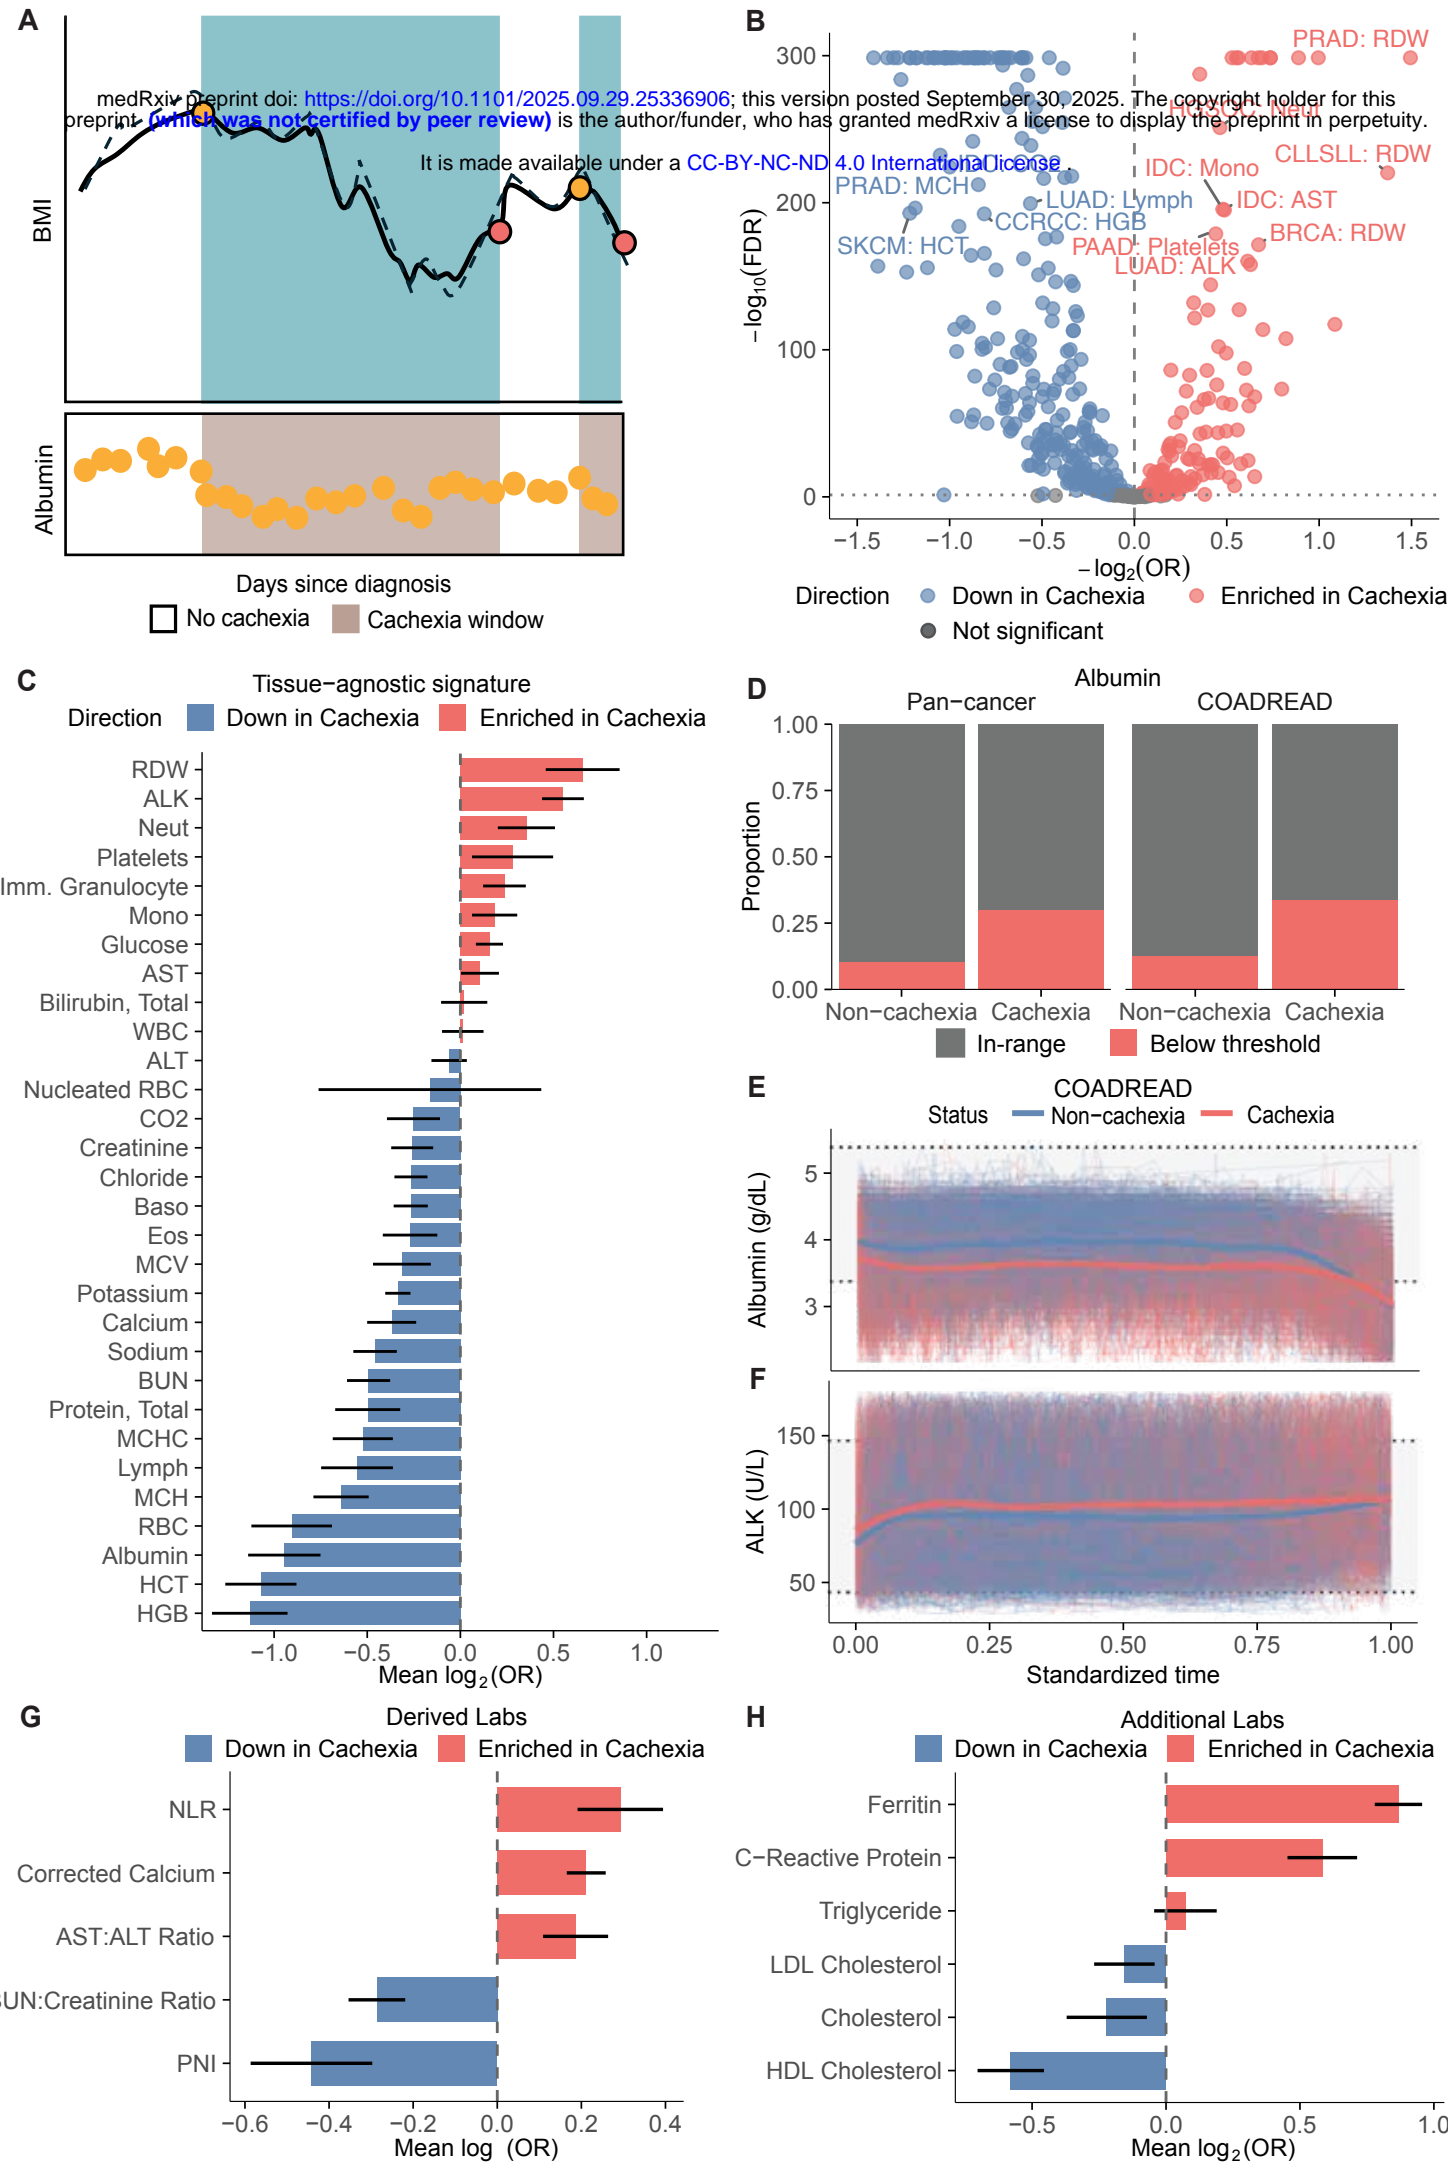 A
B
medRxiv preprint doi: https://doi.org/10.1101/2025.09.29.25336906; this version posted September 30, 2025. The copyright holder for this
preprint (which was not certified by peer review) is the author/funder, who has granted medRxiv a license to display the preprint in perpetuity.
It is made available under a CC-BY-NC-ND 4.0 International license .
BMI
Albumin
Days since diagnosis
No cachexia
Cachexia window
−log10(FDR)
300
200
100
0
PRAD: RDW
HGSOC: Neut
CLLSLL: RDW
IDC: Mono
IDC: AST
PRAD: MCH
LUAD: Lymph
CCRCC: HGB
SKCM: HCT
PAAD: Platelets
BRCA: RDW
LUAD: ALK
−1.5 −1.0 −0.5 0.0 0.5 1.0 1.5
−log2(OR)
Direction
Down in Cachexia
Enriched in Cachexia
Not significant
C
Tissue−agnostic signature
Direction Down in Cachexia Enriched in Cachexia
RDW
ALK
Neut
Platelets
Imm. Granulocyte
Mono
Glucose
AST
Bilirubin, Total
WBC
ALT
Nucleated RBC
CO2
Creatinine
Chloride
Baso
Eos
MCV
Potassium
Calcium
Sodium
BUN
Protein, Total
MCHC
Lymph
MCH
RBC
Albumin
HCT
HGB
−1.0 −0.5 0.0 0.5 1.0
Mean log2(OR)
D
Albumin
Pan−cancer
COADREAD
Proportion
1.00
0.75
0.50
0.25
0.00
Non−cachexia Cachexia Non−cachexia Cachexia
In−range Below threshold
E
COADREAD
Status Non−cachexia Cachexia
Albumin (g/dL)
5
4
3
F
ALK (U/L)
150
100
50
0.00 0.25 0.50 0.75 1.00
Standardized time
G
Derived Labs
Down in Cachexia Enriched in Cachexia
NLR
Corrected Calcium
AST:ALT Ratio
BUN:Creatinine Ratio
PNI
−0.6 −0.4 −0.2 0.0 0.2 0.4
Mean log (OR)
H
Additional Labs
Down in Cachexia Enriched in Cachexia
Ferritin
C−Reactive Protein
Triglyceride
LDL Cholesterol
Cholesterol
HDL Cholesterol
−0.5 0.0 0.5 1.0
Mean log2(OR)